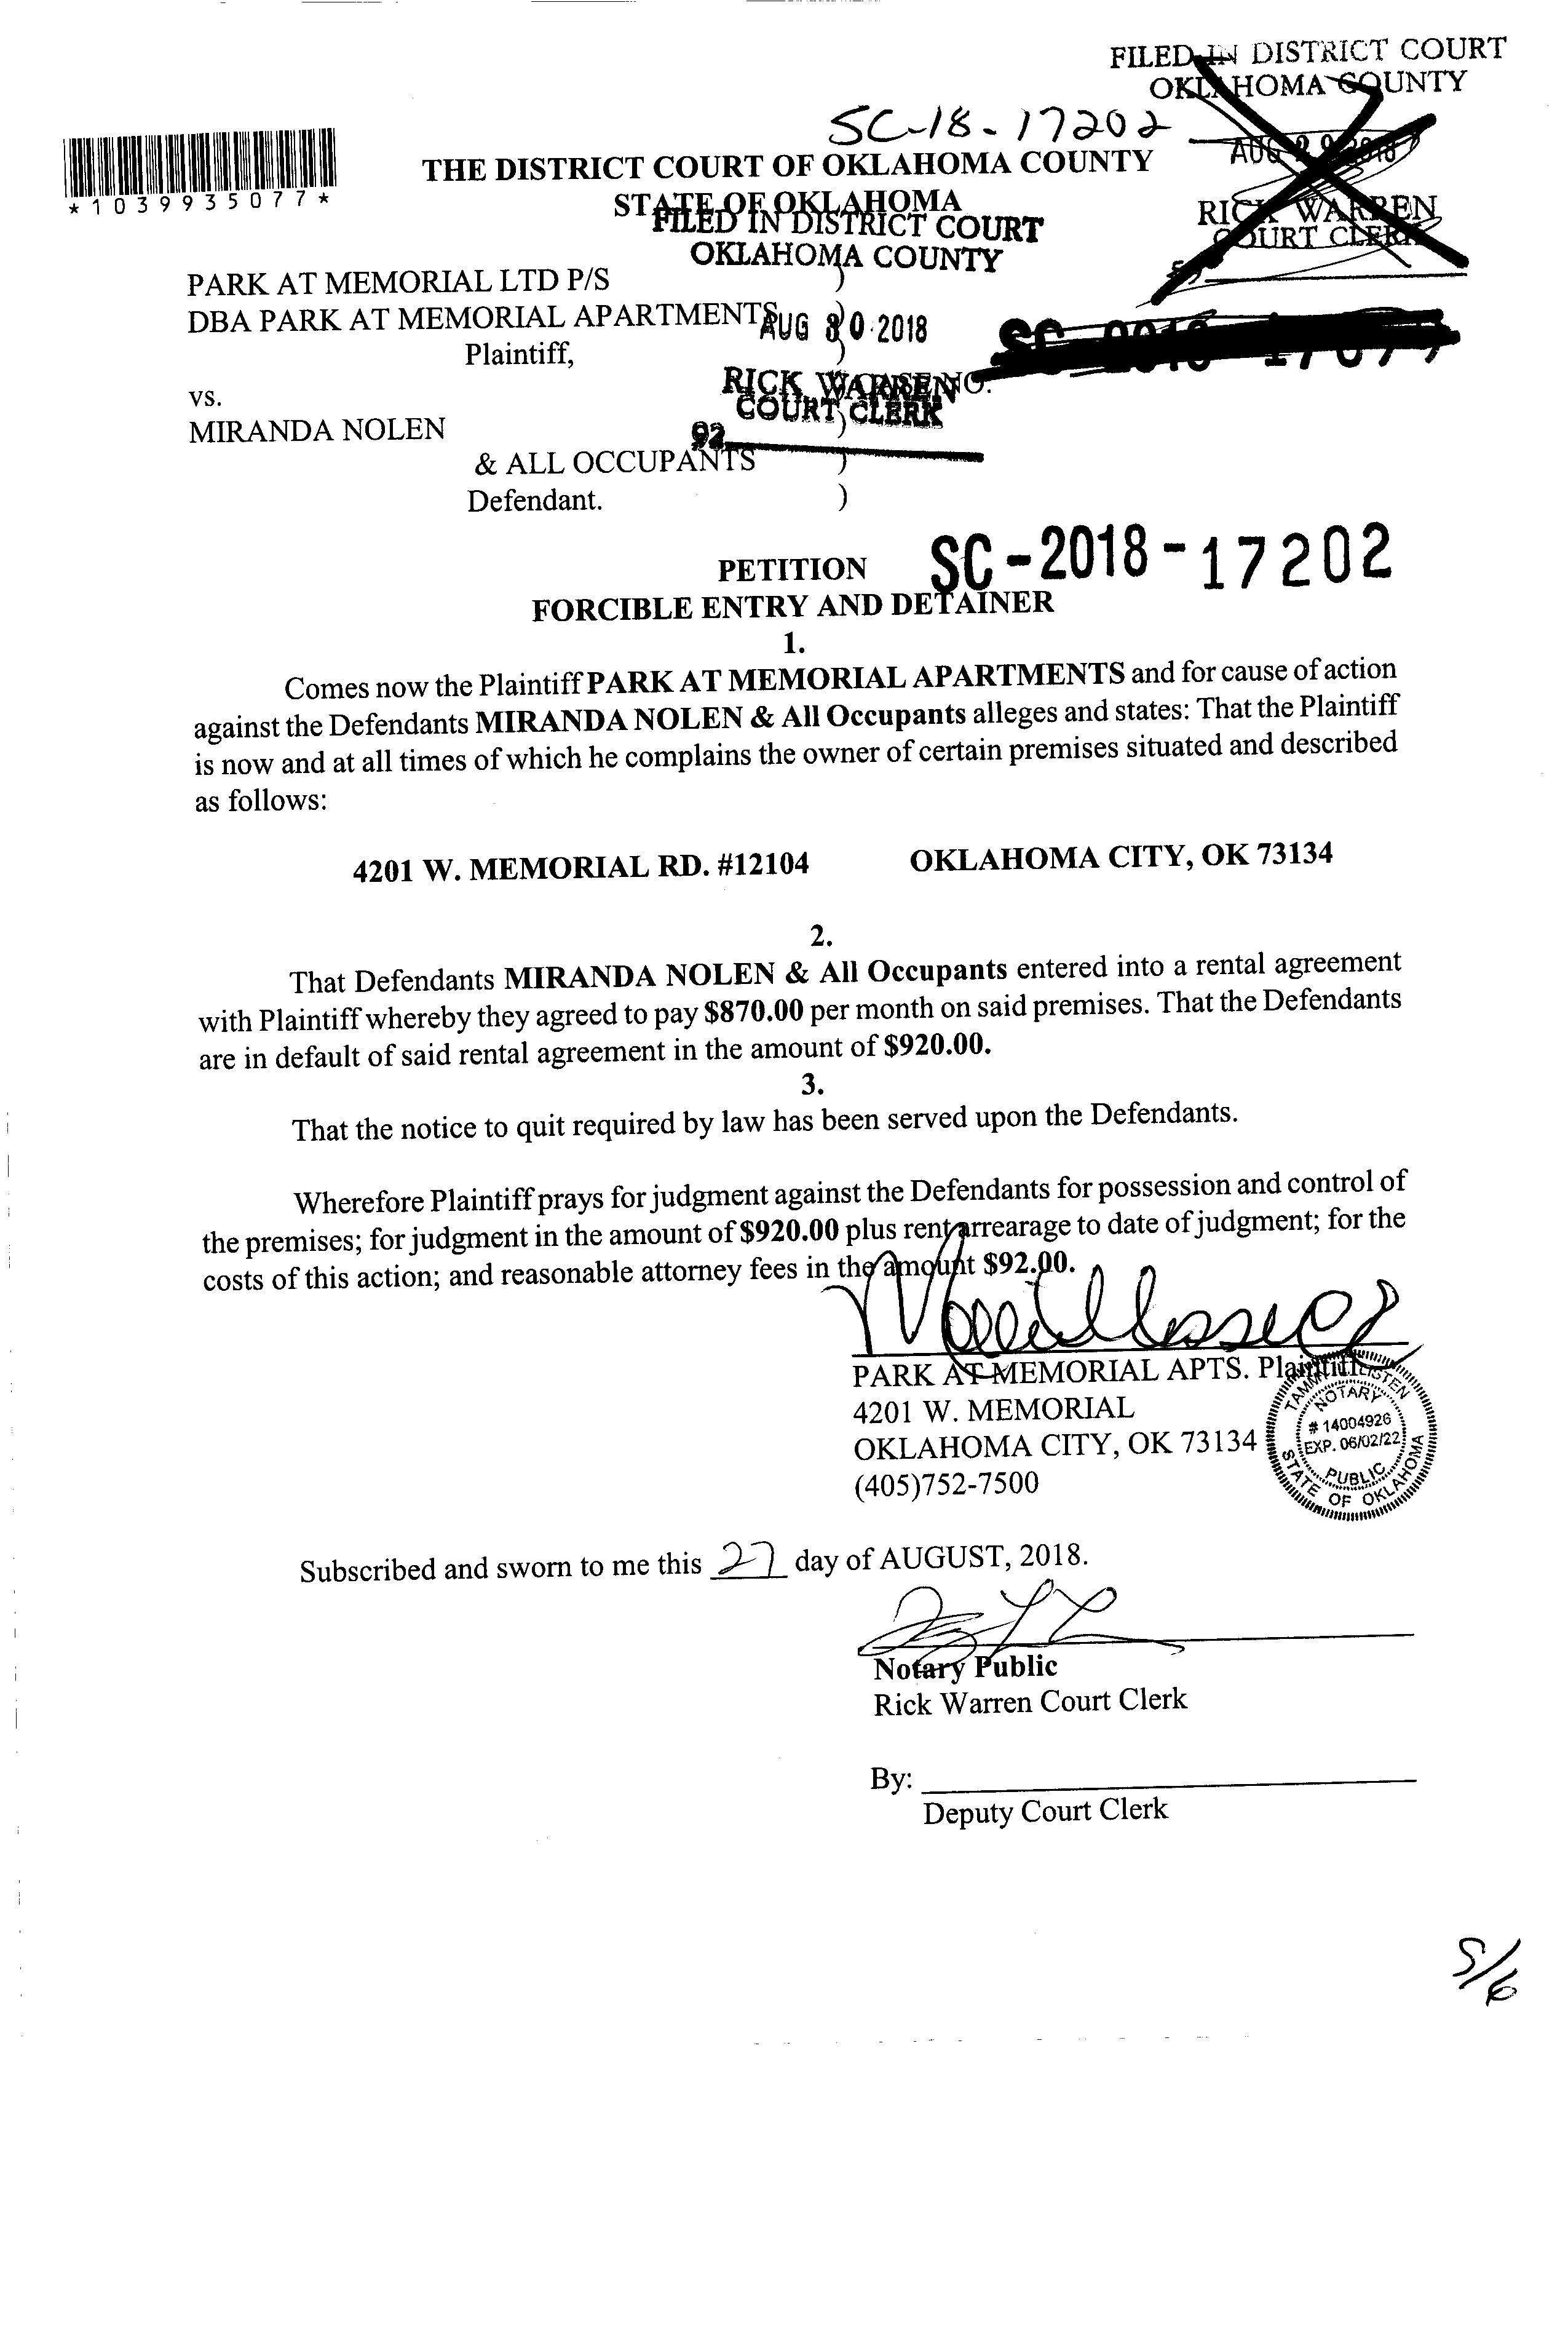 FILED IN DISTRICT COURT
OKLAHOMA COUNTY
SC-18-17202
AUG 29 2018
*1039935077*
THE DISTRICT COURT OF OKLAHOMA COUNTY
STATE OF OKLAHOMA
RICK WARREN
COURT CLERK
FILED IN DISTRICT COURT
OKLAHOMA COUNTY
PARK AT MEMORIAL LTD P/S )
DBA PARK AT MEMORIAL APARTMENTS )
AUG 30 2018
Plaintiff, )
SC 2018
RICK WARREN
CASE NO.
COURT CLERK
vs.
MIRANDA NOLEN )
92
& ALL OCCUPANTS )
Defendant. )
PETITION
SC-2018-17202
FORCIBLE ENTRY AND DETAINER
1.
Comes now the Plaintiff PARK AT MEMORIAL APARTMENTS and for cause of action
against the Defendants MIRANDA NOLEN & All Occupants alleges and states: That the Plaintiff
is now and at all times of which he complains the owner of certain premises situated and described
as follows:
4201 W. MEMORIAL RD. #12104 OKLAHOMA CITY, OK 73134
2.
That Defendants MIRANDA NOLEN & All Occupants entered into a rental agreement
with Plaintiff whereby they agreed to pay $870.00 per month on said premises. That the Defendants
are in default of said rental agreement in the amount of $920.00.
3.
That the notice to quit required by law has been served upon the Defendants.
Wherefore Plaintiff prays for judgment against the Defendants for possession and control of
the premises; for judgment in the amount of $920.00 plus rent arrearage to date of judgment; for the
costs of this action; and reasonable attorney fees in the amount $92.00.
PARK AT MEMORIAL APTS. Plaintiff
4201 W. MEMORIAL
OKLAHOMA CITY, OK 73134
(405)752-7500
NOTARY
# 14004926
EXP. 06/02/22
PUBLIC
STATE OF OKLAHOMA
Subscribed and sworn to me this 27 day of AUGUST, 2018.
Notary Public
Rick Warren Court Clerk
By:
Deputy Court Clerk
S/6